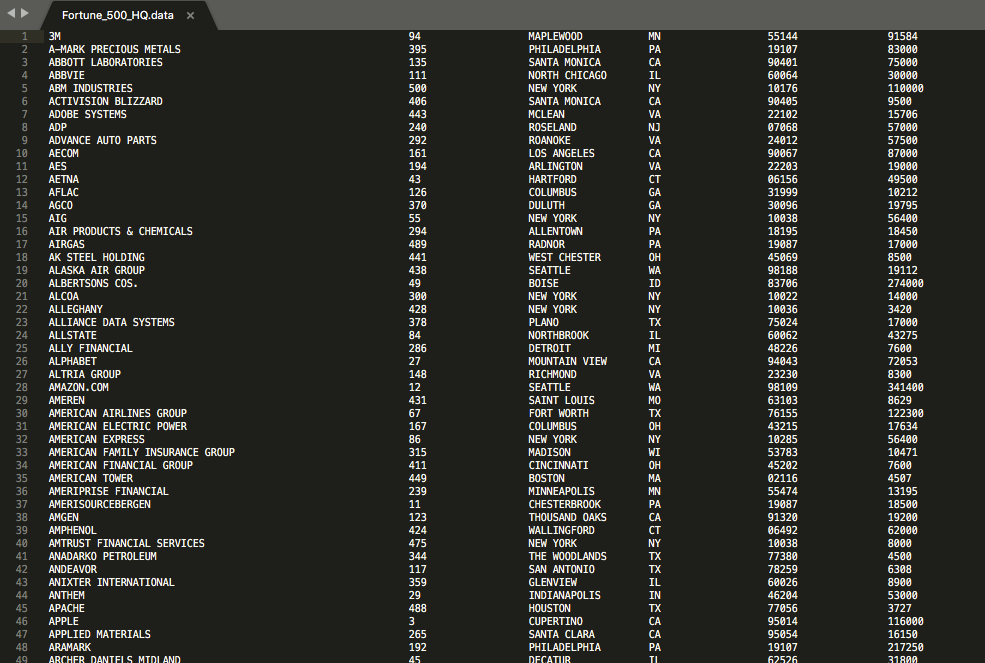 Fortune_500_HQ.data ×
1 3M 94 MAPLEWOOD MN 55144 91584
2 A-MARK PRECIOUS METALS 395 PHILADELPHIA PA 19107 83000
3 ABBOTT LABORATORIES 135 SANTA MONICA CA 90401 75000
4 ABBVIE 111 NORTH CHICAGO IL 60064 30000
5 ABM INDUSTRIES 500 NEW YORK NY 10176 110000
6 ACTIVISION BLIZZARD 406 SANTA MONICA CA 90405 9500
7 ADOBE SYSTEMS 443 MCLEAN VA 22102 15706
8 ADP 240 ROSELAND NJ 07068 57000
9 ADVANCE AUTO PARTS 292 ROANOKE VA 24012 57500
10 AECOM 161 LOS ANGELES CA 90067 87000
11 AES 194 ARLINGTON VA 22203 19000
12 AETNA 43 HARTFORD CT 06156 49500
13 AFLAC 126 COLUMBUS GA 31999 10212
14 AGCO 370 DULUTH GA 30096 19795
15 AIG 55 NEW YORK NY 10038 56400
16 AIR PRODUCTS & CHEMICALS 294 ALLENTOWN PA 18195 18450
17 AIRGAS 489 RADNOR PA 19087 17000
18 AK STEEL HOLDING 441 WEST CHESTER OH 45069 8500
19 ALASKA AIR GROUP 438 SEATTLE WA 98188 19112
20 ALBERTSONS COS. 49 BOISE ID 83706 274000
21 ALCOA 300 NEW YORK NY 10022 14000
22 ALLEGHANY 428 NEW YORK NY 10036 3420
23 ALLIANCE DATA SYSTEMS 378 PLANO TX 75024 17000
24 ALLSTATE 84 NORTHBROOK IL 60062 43275
25 ALLY FINANCIAL 286 DETROIT MI 48226 7600
26 ALPHABET 27 MOUNTAIN VIEW CA 94043 72053
27 ALTRIA GROUP 148 RICHMOND VA 23230 8300
28 AMAZON.COM 12 SEATTLE WA 98109 341400
29 AMEREN 431 SAINT LOUIS MO 63103 8629
30 AMERICAN AIRLINES GROUP 67 FORT WORTH TX 76155 122300
31 AMERICAN ELECTRIC POWER 167 COLUMBUS OH 43215 17634
32 AMERICAN EXPRESS 86 NEW YORK NY 10285 56400
33 AMERICAN FAMILY INSURANCE GROUP 315 MADISON WI 53783 10471
34 AMERICAN FINANCIAL GROUP 411 CINCINNATI OH 45202 7600
35 AMERICAN TOWER 449 BOSTON MA 02116 4507
36 AMERIPRISE FINANCIAL 239 MINNEAPOLIS MN 55474 13195
37 AMERISOURCEBERGEN 11 CHESTERBROOK PA 19087 18500
38 AMGEN 123 THOUSAND OAKS CA 91320 19200
39 AMPHENOL 424 WALLINGFORD CT 06492 62000
40 AMTRUST FINANCIAL SERVICES 475 NEW YORK NY 10038 8000
41 ANADARKO PETROLEUM 344 THE WOODLANDS TX 77380 4500
42 ANDEAVOR 117 SAN ANTONIO TX 78259 6308
43 ANIXTER INTERNATIONAL 359 GLENVIEW IL 60026 8900
44 ANTHEM 29 INDIANAPOLIS IN 46204 53000
45 APACHE 488 HOUSTON TX 77056 3727
46 APPLE 3 CUPERTINO CA 95014 116000
47 APPLIED MATERIALS 265 SANTA CLARA CA 95054 16150
48 ARAMARK 192 PHILADELPHIA PA 19107 217250
49 ARCHER DANIELS MIDLAND 45 DECATUR IL 62526 31800